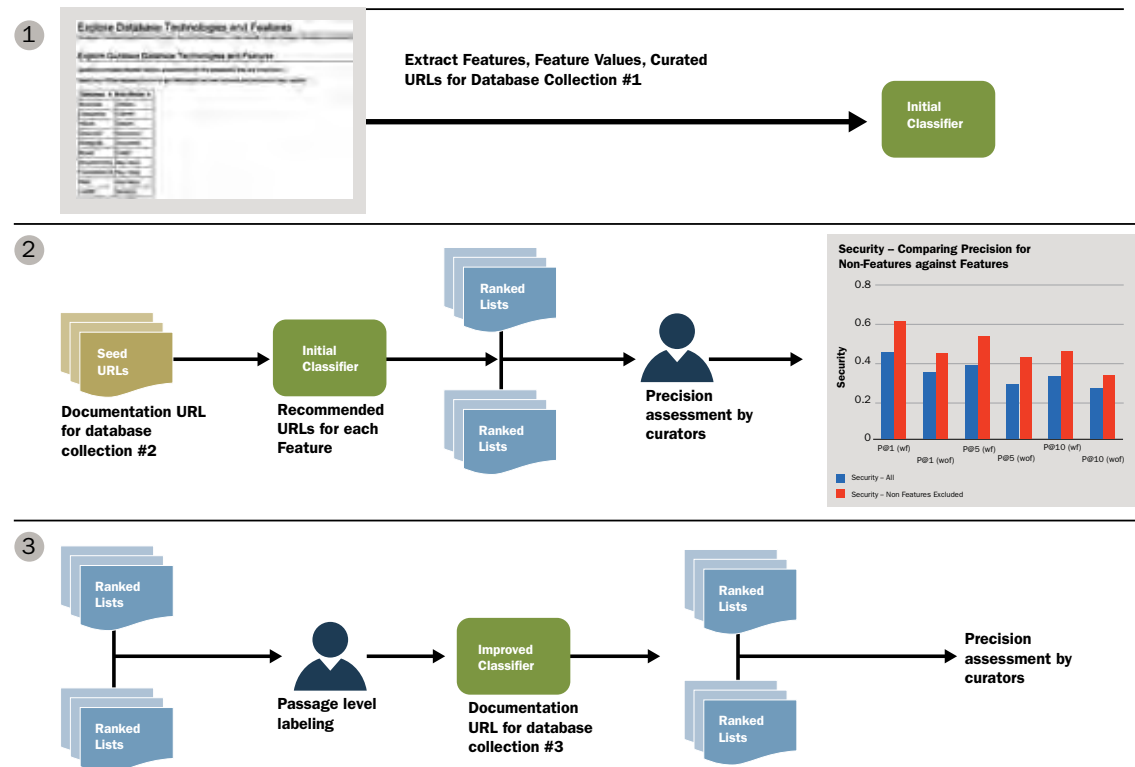 1
Explore Database Technologies and Features
Extract Features, Feature Values, Curated
URLs for Database Collection #1
Initial
Classifier
2
Seed
URLs
Documentation URL
for database
collection #2
Initial
Classifier
Recommended
URLs for each
Feature
Ranked
Lists
Ranked
Lists
Precision
assessment by
curators
Security – Comparing Precision for
Non-Features against Features
0.8
0.6
0.4
0.2
0
Security
P@1 (wf)
P@1 (wof)
P@5 (wf)
P@5 (wof)
P@10 (wf)
P@10 (wof)
Security – All
Security – Non Features Excluded
3
Ranked
Lists
Ranked
Lists
Passage level
labeling
Improved
Classifier
Documentation
URL for database
collection #3
Ranked
Lists
Ranked
Lists
Precision
assessment by
curators